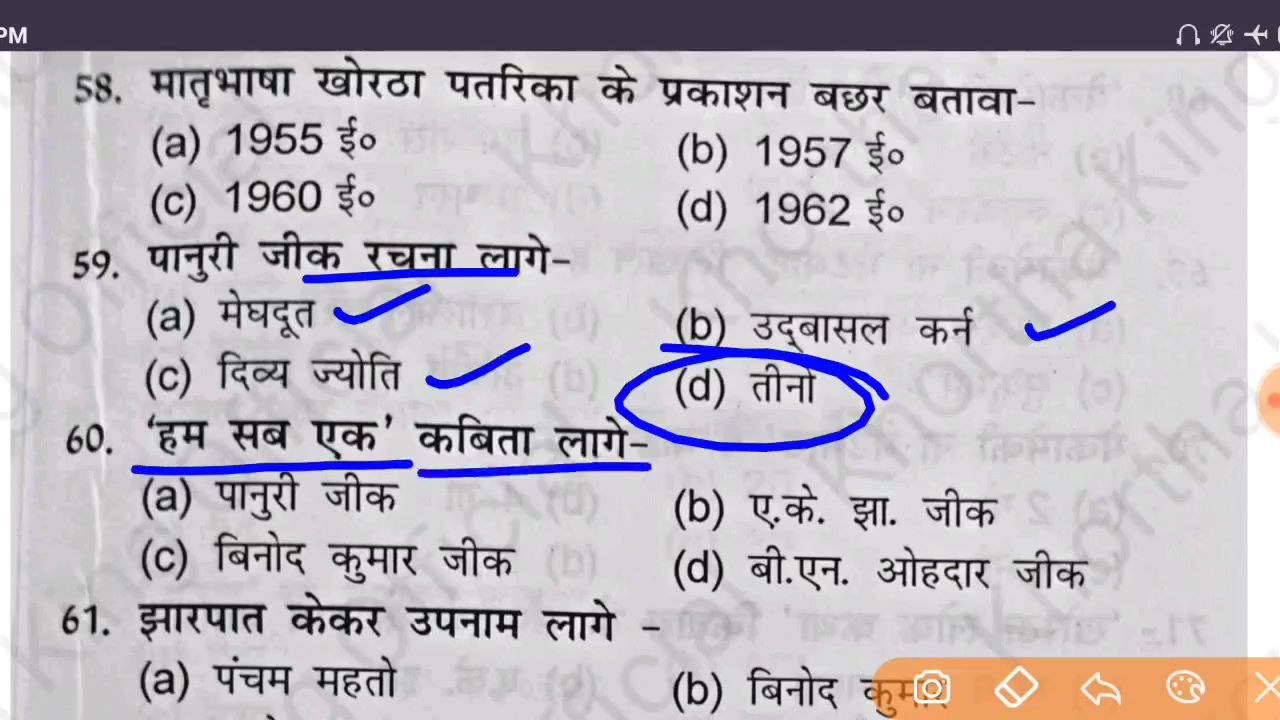 PM
58. मातृभाषा खोरठा पतरिका के प्रकाशन बछर बतावा–
(a) 1955 ई० (b) 1957 ई०
(c) 1960 ई० (d) 1962 ई०
59. पानुरी जीक रचना लागे–
(a) मेघदूत (b) उद्‌बासल कर्न
(c) दिव्य ज्योति (d) तीनो
60. 'हम सब एक' कबिता लागे–
(a) पानुरी जीक (b) ए.के. झा. जीक
(c) बिनोद कुमार जीक (d) बी.एन. ओहदार जीक
61. झारपात केकर उपनाम लागे –
(a) पंचम महतो (b) बिनोद कुमार